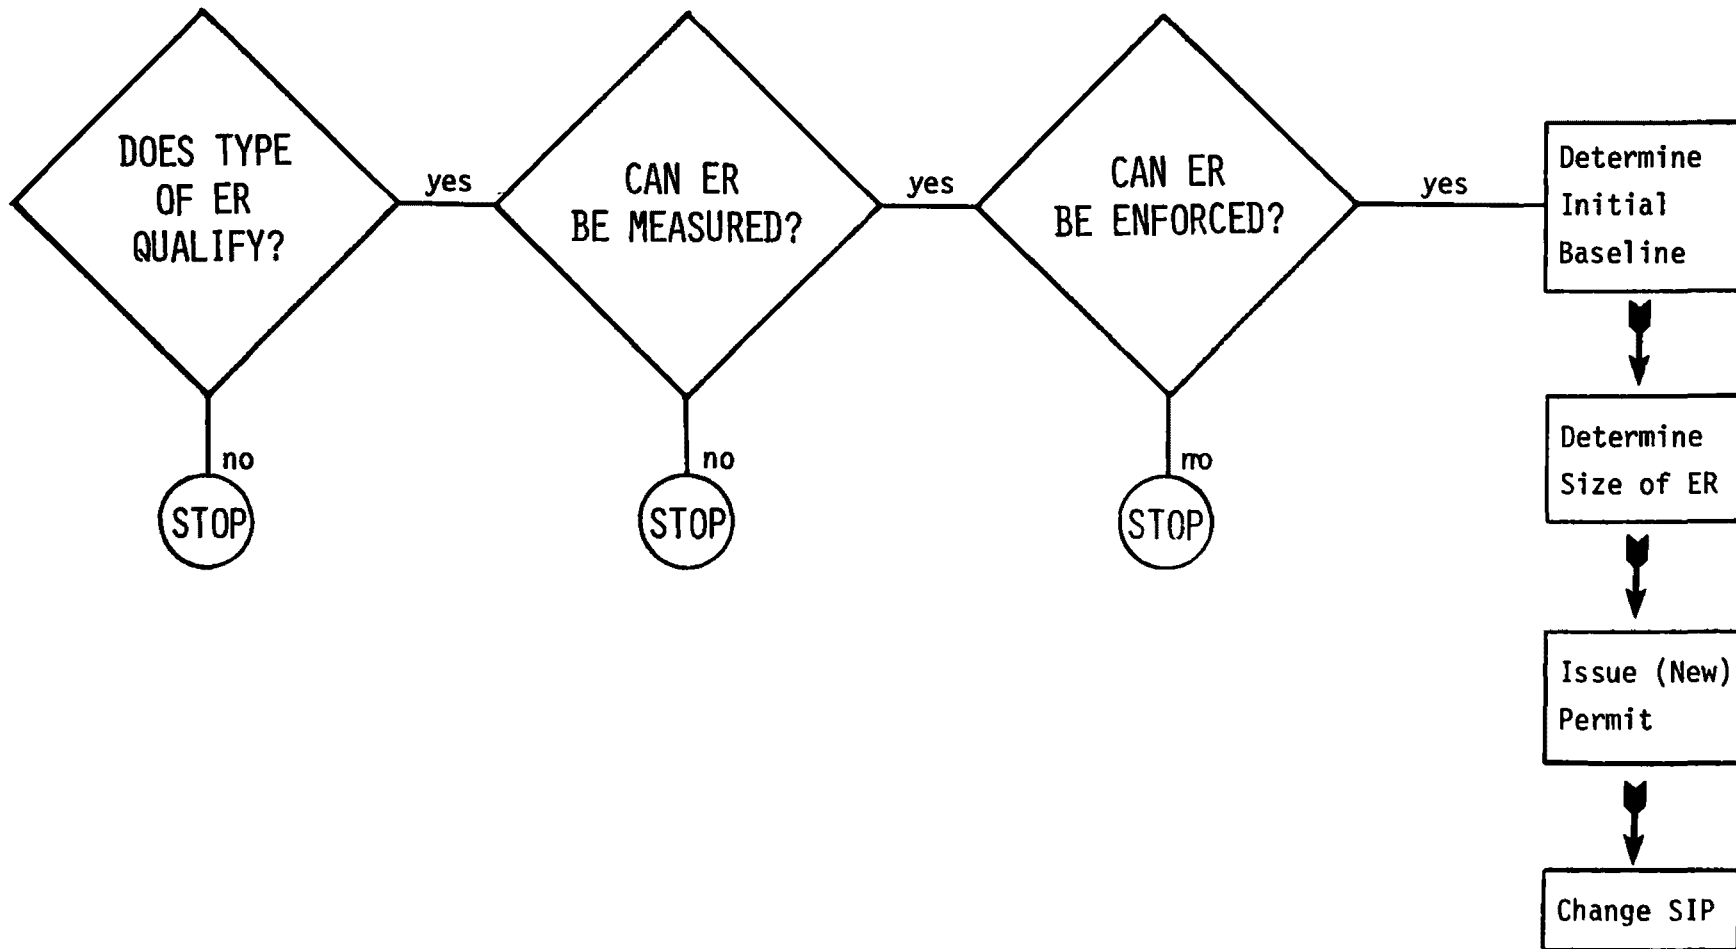 DOES TYPE
OF ER
QUALIFY?
yes
CAN ER
BE MEASURED?
yes
CAN ER
BE ENFORCED?
yes
Determine
Initial
Baseline
no
STOP
no
STOP
no
STOP
Determine
Size of ER
Issue (New)
Permit
Change SIP